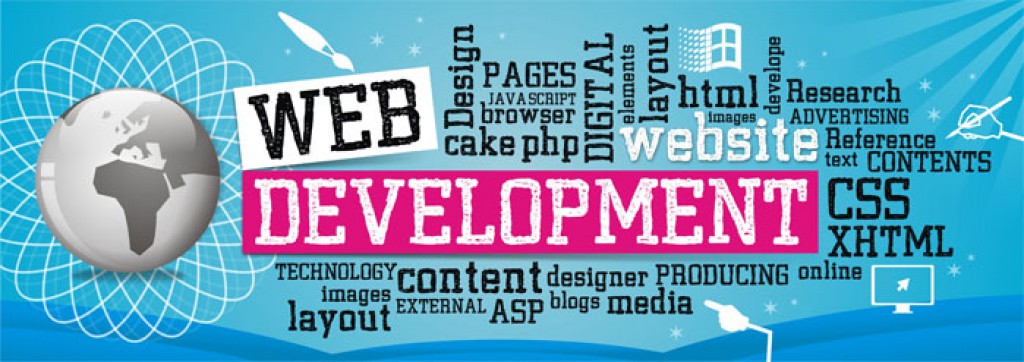 WEB
DEVELOPMENT
Design
PAGES
JAVASCRIPT
browser
cake php
DIGITAL
elements
layout
html
images
develope
website
Research
ADVERTISING
Reference
text CONTENTS
CSS
XHTML
TECHNOLOGY
images
layout
content
EXTERNAL
ASP
designer
blogs
PRODUCING
media
online